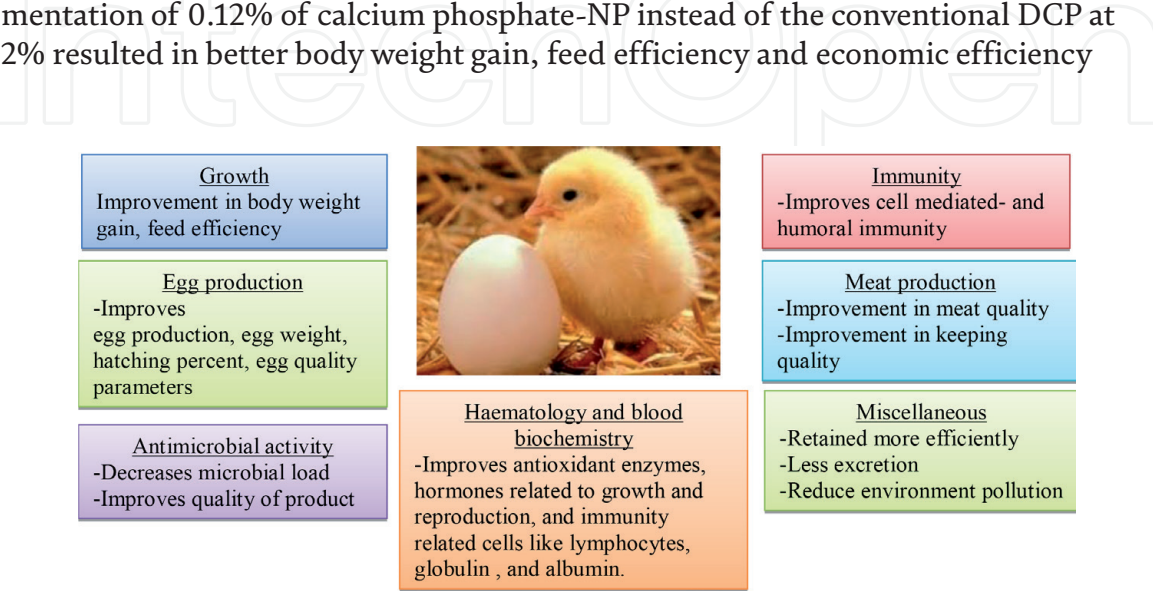 mentation of 0.12% of calcium phosphate-NP instead of the conventional DCP at
2% resulted in better body weight gain, feed efficiency and economic efficiency
IntechOpen
Growth
Improvement in body weight
gain, feed efficiency
Egg production
-Improves
egg production, egg weight,
hatching percent, egg quality
parameters
Antimicrobial activity
-Decreases microbial load
-Improves quality of product
Haematology and blood
biochemistry
-Improves antioxidant enzymes,
hormones related to growth and
reproduction, and immunity
related cells like lymphocytes,
globulin , and albumin.
Immunity
-Improves cell mediated- and
humoral immunity
Meat production
-Improvement in meat quality
-Improvement in keeping
quality
Miscellaneous
-Retained more efficiently
-Less excretion
-Reduce environment pollution